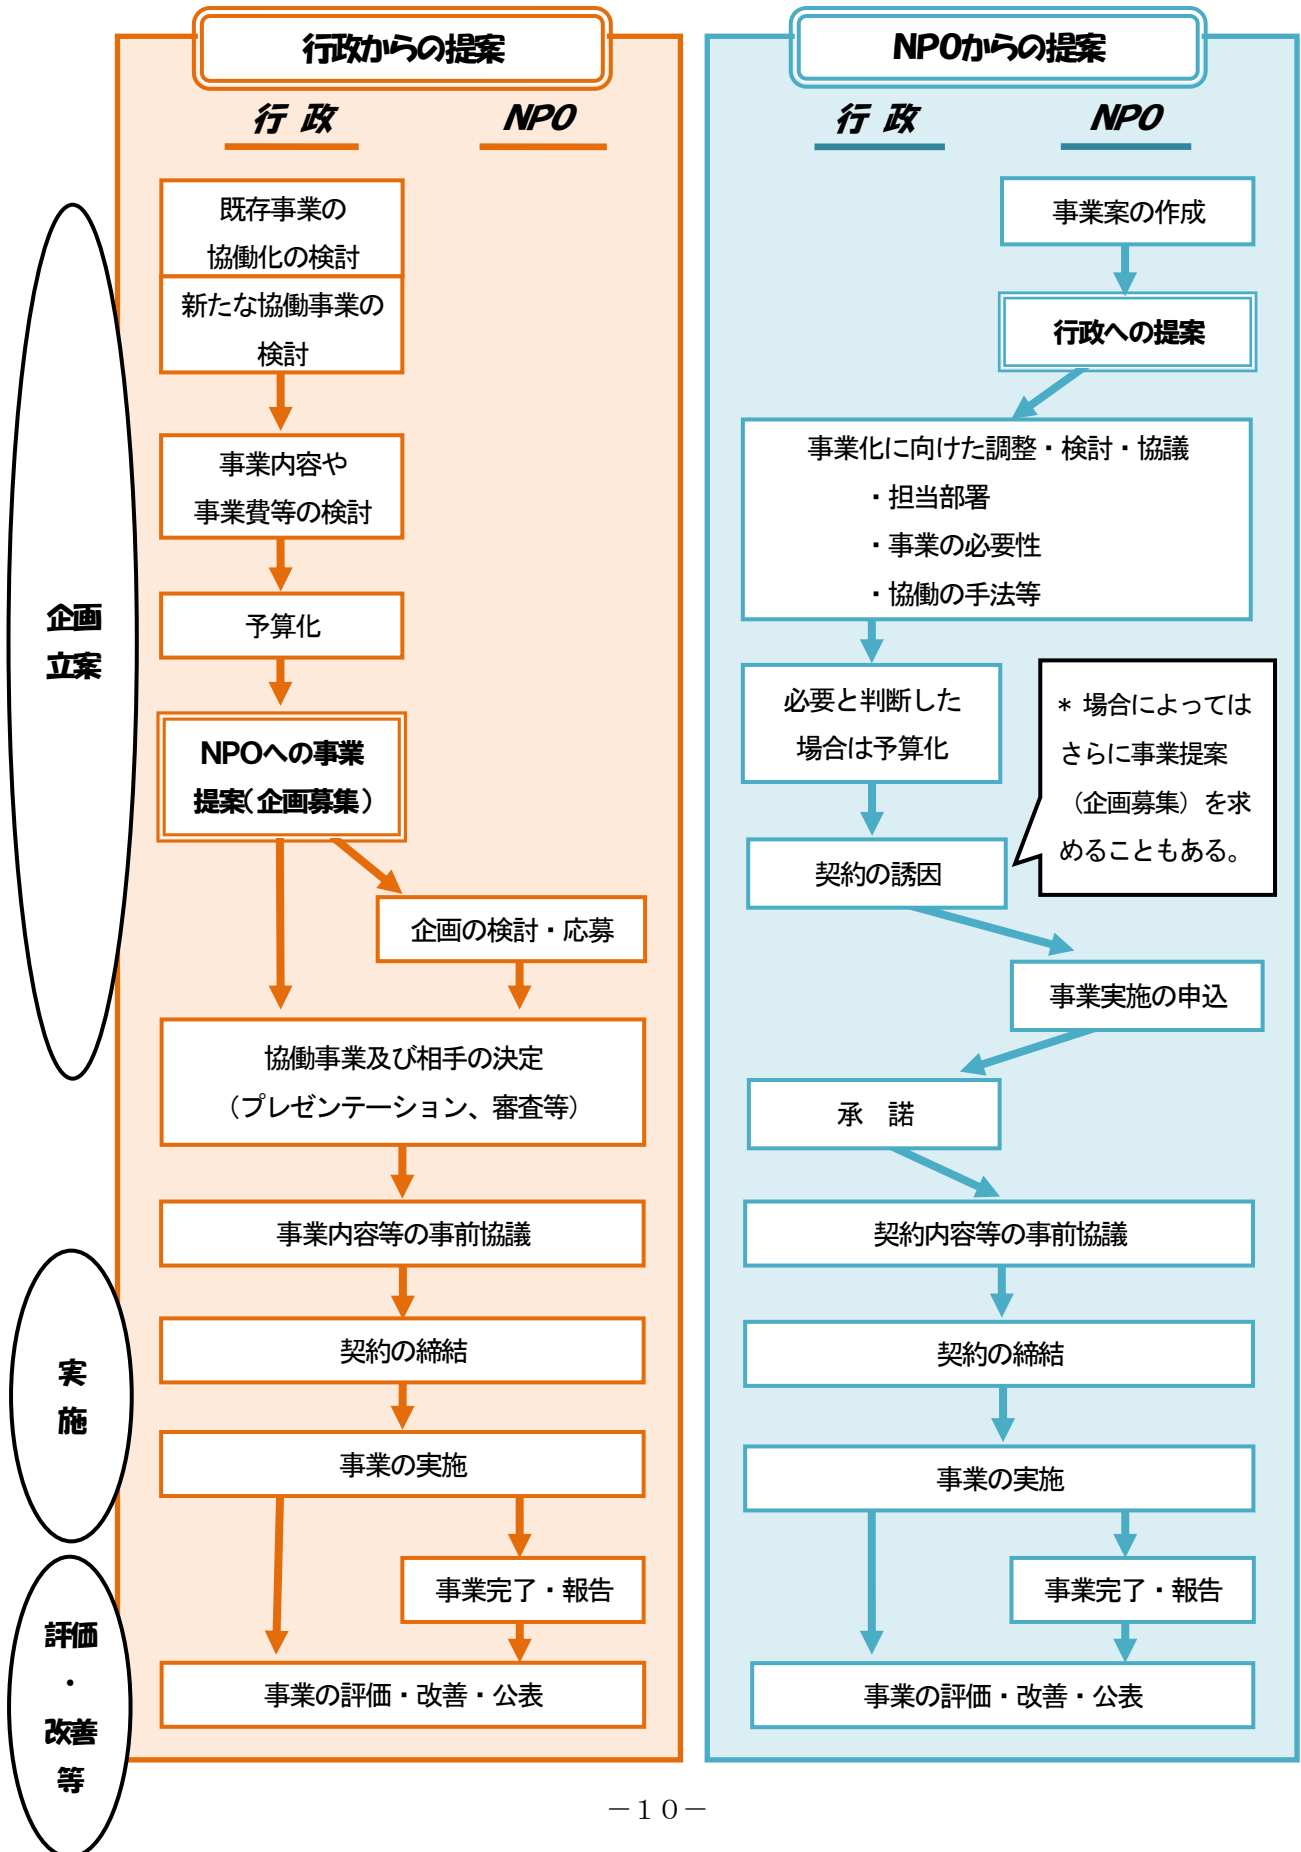 行政からの提案
行 政
NPO
既存事業の
協働化の検討
新たな協働事業の
検討
事業内容や
事業費等の検討
予算化
NPOへの事業
提案（企画募集）
企画の検討・応募
協働事業及び相手の決定
（プレゼンテーション、審査等）
事業内容等の事前協議
契約の締結
事業の実施
事業完了・報告
事業の評価・改善・公表
NPOからの提案
行 政
NPO
事業案の作成
行政への提案
事業化に向けた調整・検討・協議
・担当部署
・事業の必要性
・協働の手法等
必要と判断した
場合は予算化
＊ 場合によっては
さらに事業提案
（企画募集）を求
めることもある。
契約の誘因
事業実施の申込
承 諾
契約内容等の事前協議
契約の締結
事業の実施
事業完了・報告
事業の評価・改善・公表
企画
立案
実
施
評価
・
改善
等
－１０－